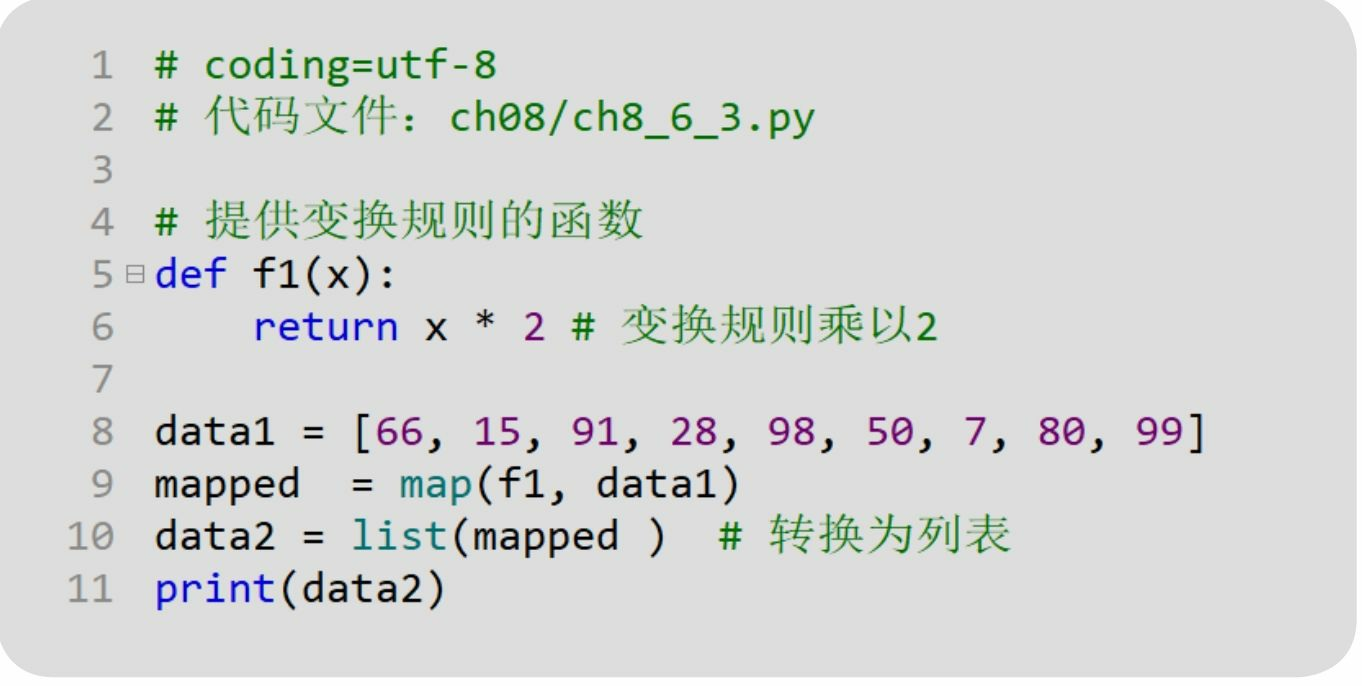 1 # coding=utf-8
2 # 代码文件：ch08/ch8_6_3.py
3
4 # 提供变换规则的函数
5 def f1(x):
6     return x * 2 # 变换规则乘以2
7
8 data1 = [66, 15, 91, 28, 98, 50, 7, 80, 99]
9 mapped  = map(f1, data1)
10 data2 = list(mapped )  # 转换为列表
11 print(data2)